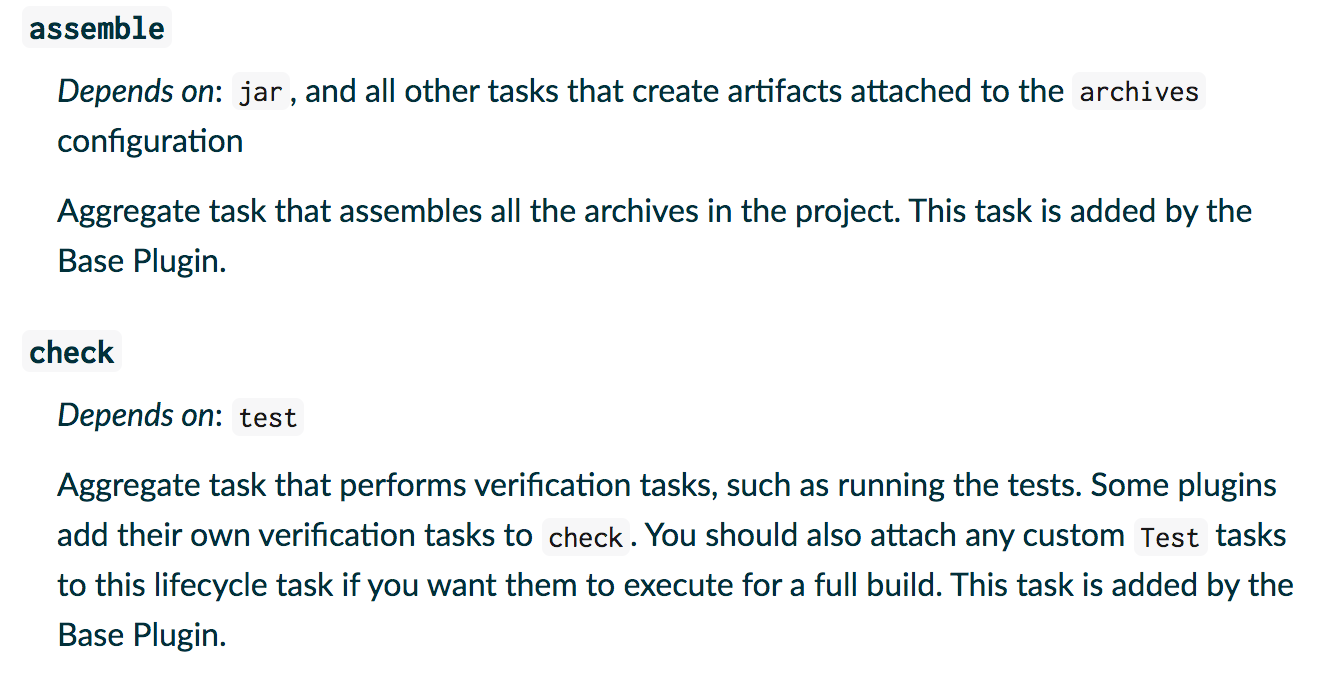 assemble
Depends on: jar, and all other tasks that create artifacts attached to the archives
configuration
Aggregate task that assembles all the archives in the project. This task is added by the
Base Plugin.
check
Depends on: test
Aggregate task that performs verification tasks, such as running the tests. Some plugins
add their own verification tasks to check. You should also attach any custom Test tasks
to this lifecycle task if you want them to execute for a full build. This task is added by the
Base Plugin.